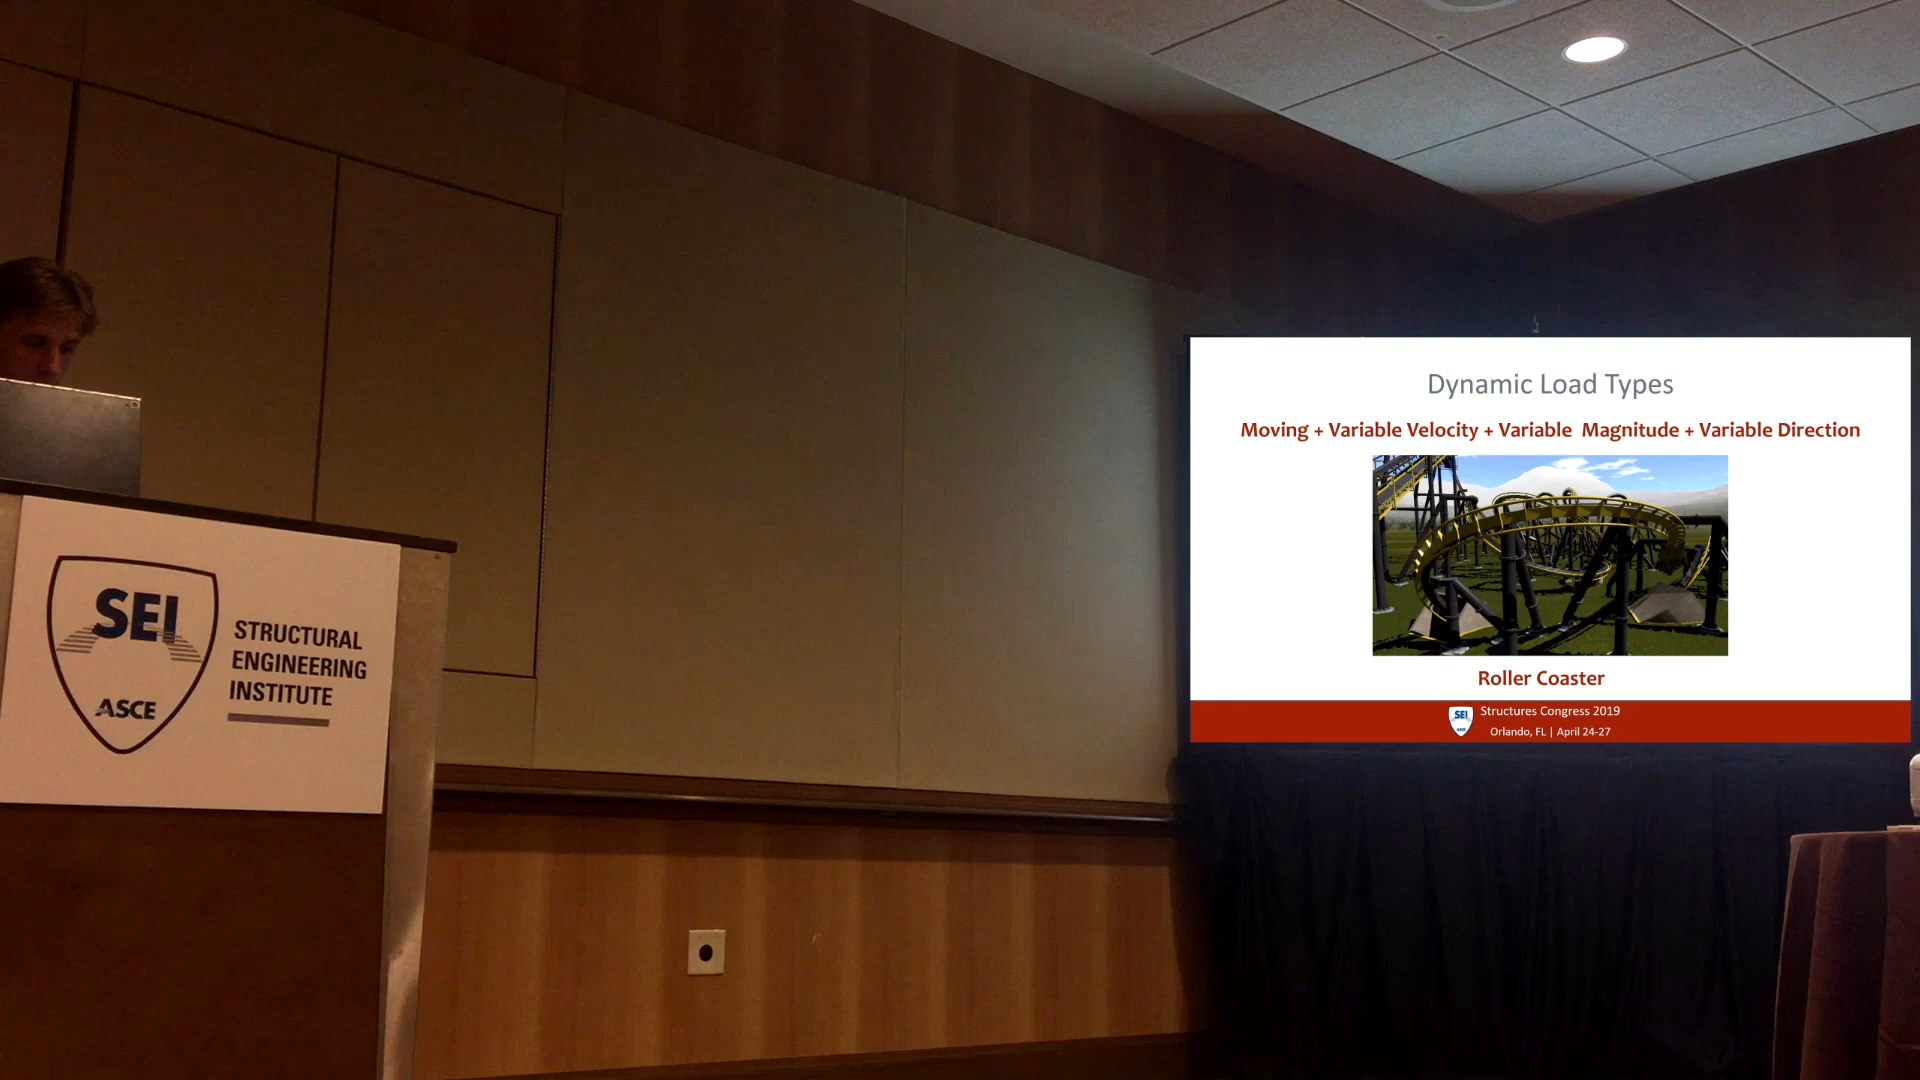 SEI
ASCE
STRUCTURAL
ENGINEERING
INSTITUTE
Dynamic Load Types
Moving + Variable Velocity + Variable Magnitude + Variable Direction
Roller Coaster
SEI
ASCE
Structures Congress 2019
Orlando, FL | April 24-27